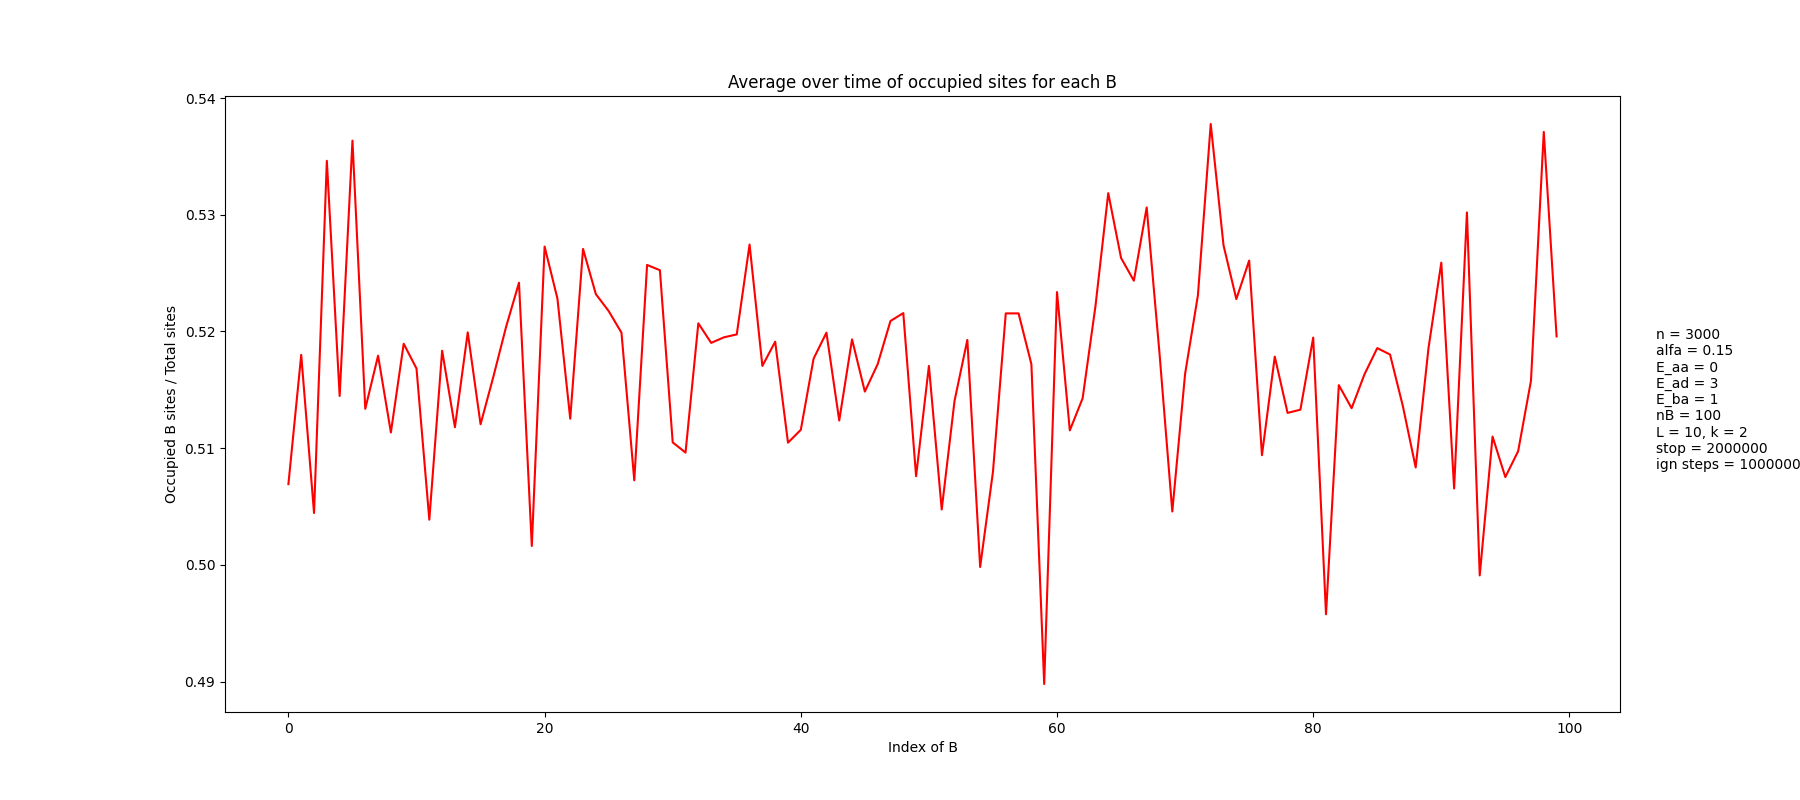 Average over time of occupied sites for each B
0.54
0.53
0.52
0.51
0.50
0.49
Occupied B sites / Total sites
0 20 40 60 80 100
Index of B
n = 3000
alfa = 0.15
E_aa = 0
E_ad = 3
E_ba = 1
nB = 100
L = 10, k = 2
stop = 2000000
ign steps = 1000000